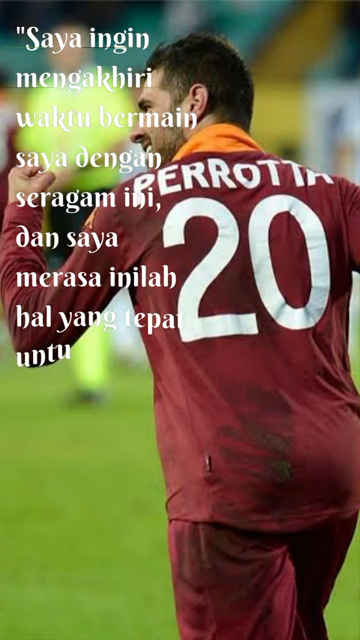 "Saya ingin
mengakhiri
waktu bermain
saya dengan
seragam ini,
dan saya
merasa inilah
hal yang tepat
untu
PERROTTA
20